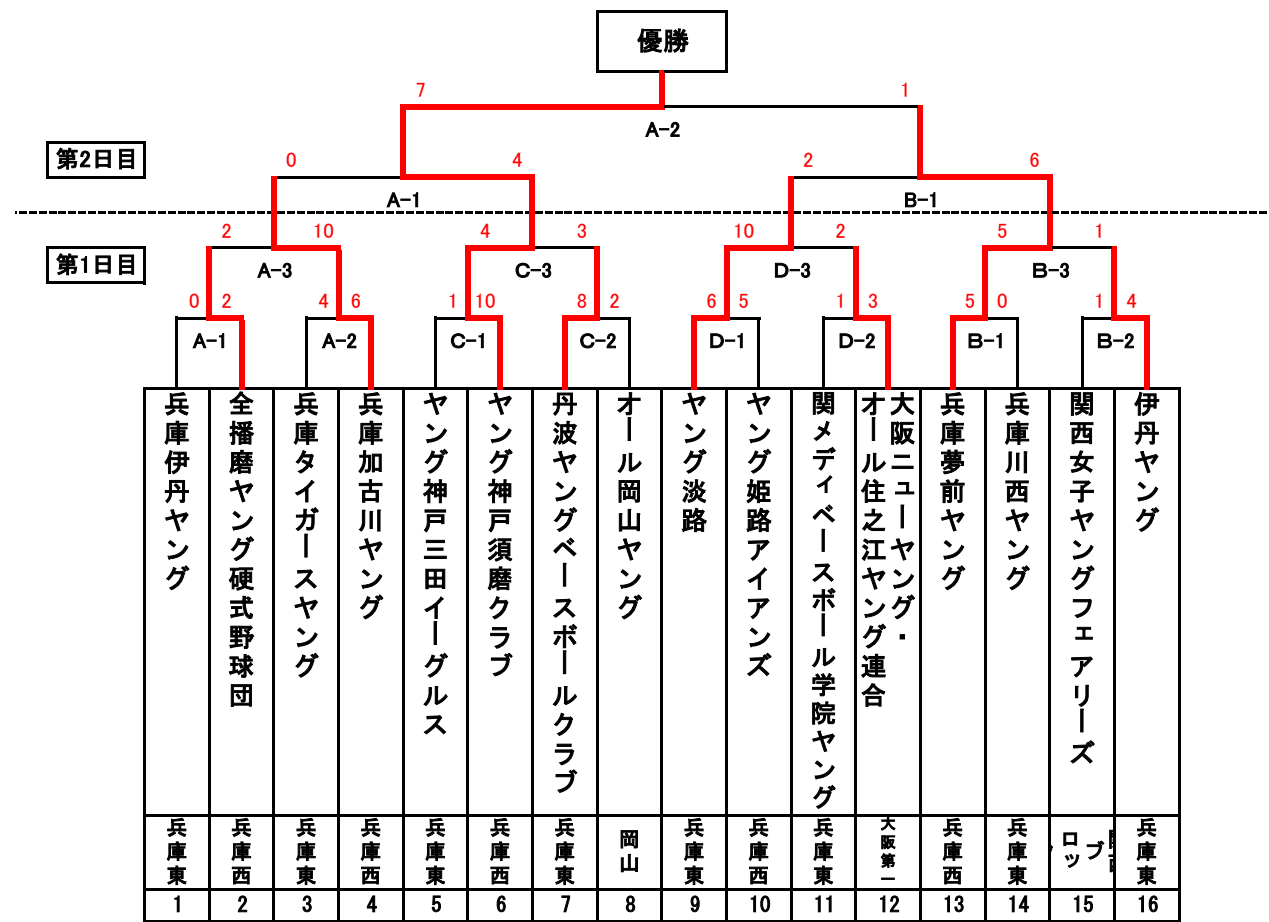 優勝
7 1
A-2
第2日目
0 4 2 6
A-1 B-1
2 10 4 3 10 2 5 1
第1日目
A-3 C-3 D-3 B-3
0 2 4 6 1 10 8 2 6 5 1 3 5 0 1 4
A-1 A-2 C-1 C-2 D-1 D-2 B-1 B-2
兵庫伊丹ヤング
全播磨ヤング硬式野球団
兵庫タイガースヤング
兵庫加古川ヤング
ヤング神戸三田イーグルス
ヤング神戸須磨クラブ
丹波ヤングベースボールクラブ
オール岡山ヤング
ヤング淡路
ヤング姫路アイアンズ
関メディベースボール学院ヤング
大阪ニューヤング・
オール住之江ヤング連合
兵庫夢前ヤング
兵庫川西ヤング
関西女子ヤングフェアリーズ
伊丹ヤング
兵庫東
兵庫西
兵庫東
兵庫西
兵庫東
兵庫西
兵庫東
岡山
兵庫東
兵庫西
兵庫東
大阪第一
兵庫西
兵庫東
ブ
ロッ
兵庫東
1 2 3 4 5 6 7 8 9 10 11 12 13 14 15 16